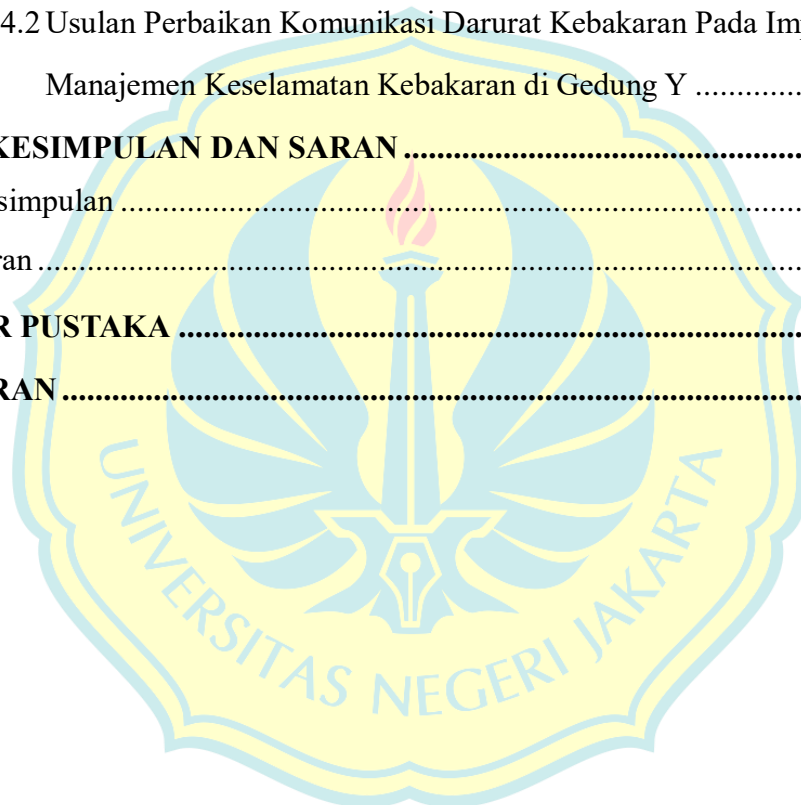 4.2 Usulan Perbaikan Komunikasi Darurat Kebakaran Pada Imp
Manajemen Keselamatan Kebakaran di Gedung Y ..............
KESIMPULAN DAN SARAN ................................................
simpulan ...............................................................................
ran .........................................................................................
R PUSTAKA ...........................................................................
RAN .........................................................................................
UNIVERSITAS NEGERI JAKARTA